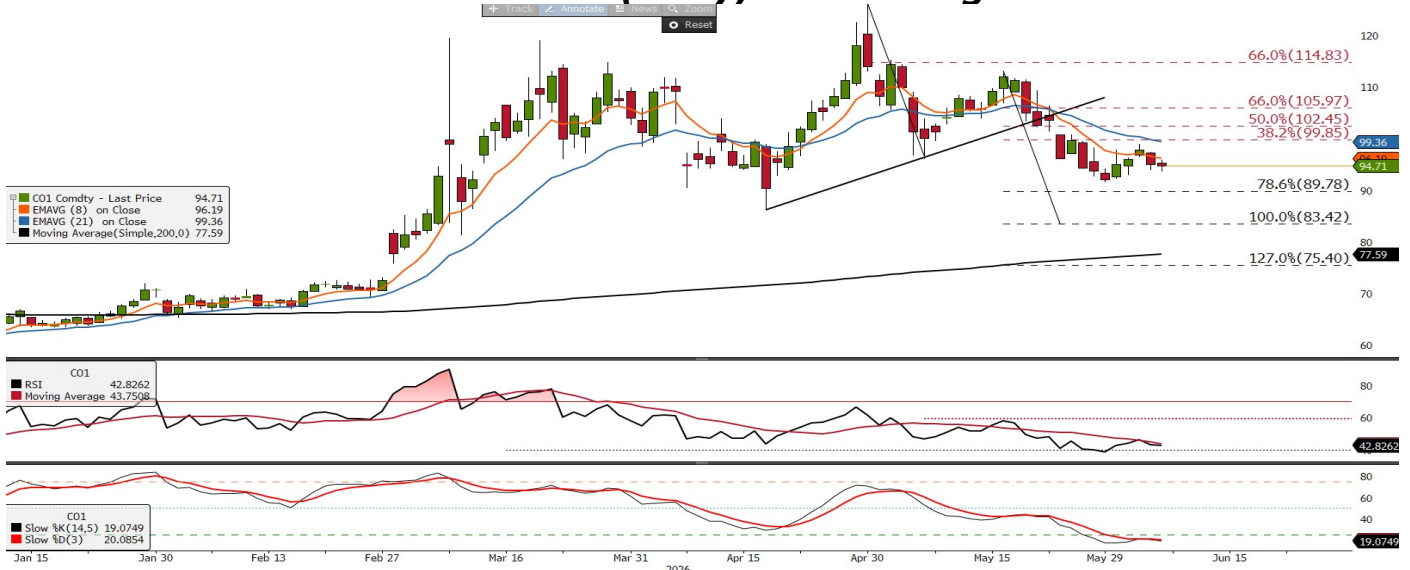 + Track Annotate News Zoom
Reset
120
66.0%(114.83)
110
66.0%(105.97)
50.0%(102.45)
38.2%(99.85)
99.36
94.71
90
78.6%(89.78)
100.0%(83.42)
80
77.59
127.0%(75.40)
70
60
CO1 Comdty - Last Price 94.71
EMAVG (8) on Close 96.19
EMAVG (21) on Close 99.36
Moving Average(Simple,200,0) 77.59
CO1
RSI 42.8262
Moving Average 43.7508
80
60
42.8262
CO1
Slow %K(14,5) 19.0749
Slow %D(3) 20.0854
80
60
40
19.0749
Jan 15 Jan 30 Feb 13 Feb 27 Mar 16 Mar 31 Apr 15 Apr 30 May 15 May 29 Jun 15
2026